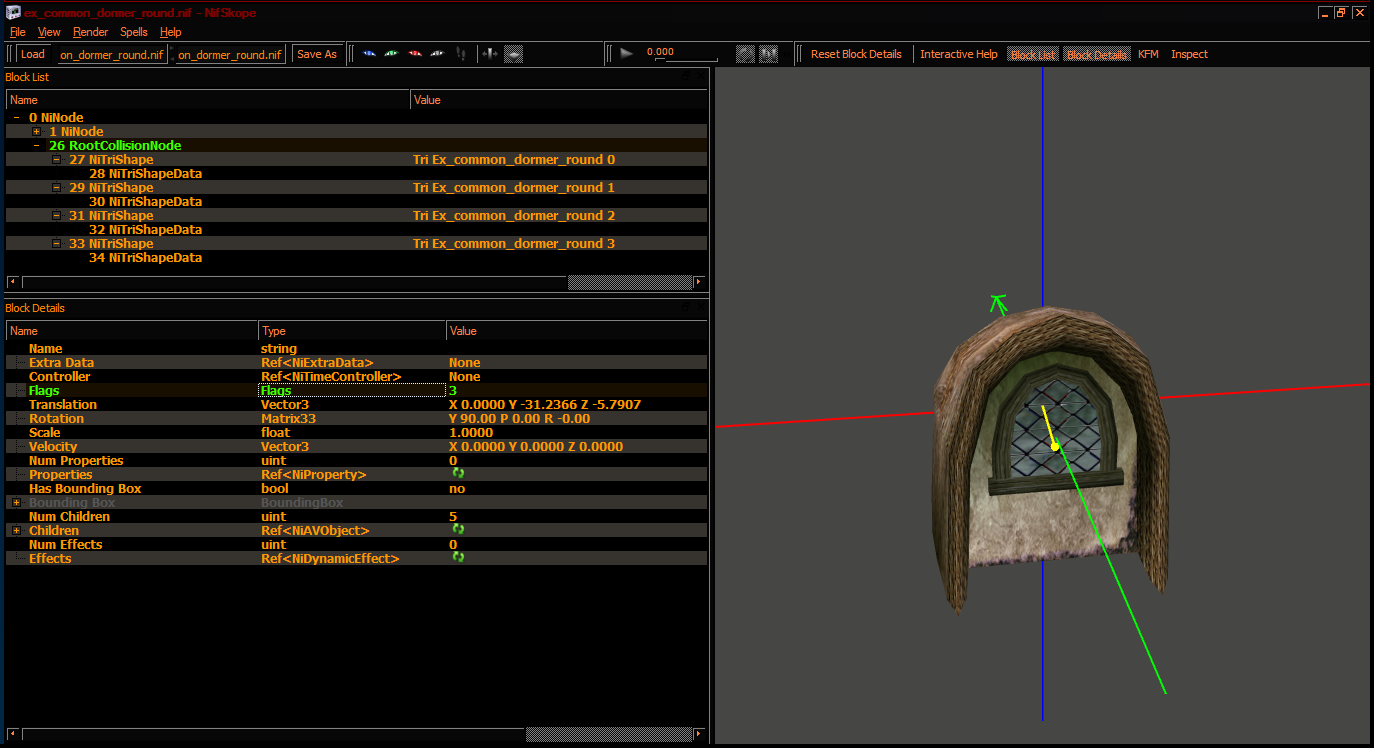 ex_common_dormer_round.nif - NifSkope
File View Render Spells Help
Load on_dormer_round.nif on_dormer_round.nif Save As 0.000 Reset Block Details Interactive Help Block List Block Details KFM Inspect
Block List
Name Value
0 NiNode
1 NiNode
26 RootCollisionNode
27 NiTriShape Tri Ex_common_dormer_round 0
28 NiTriShapeData
29 NiTriShape Tri Ex_common_dormer_round 1
30 NiTriShapeData
31 NiTriShape Tri Ex_common_dormer_round 2
32 NiTriShapeData
33 NiTriShape Tri Ex_common_dormer_round 3
34 NiTriShapeData
Block Details
Name Type Value
Name string
Extra Data Ref<NiExtraData> None
Controller Ref<NiTimeController> None
Flags Flags 3
Translation Vector3 X 0.0000 Y -31.2366 Z -5.7907
Rotation Matrix33 Y 90.00 P 0.00 R -0.00
Scale float 1.0000
Velocity Vector3 X 0.0000 Y 0.0000 Z 0.0000
Num Properties uint 0
Properties Ref<NiProperty>
Has Bounding Box bool no
Bounding Box BoundingBox
Num Children uint 5
Children Ref<NiAVObject>
Num Effects uint 0
Effects Ref<NiDynamicEffect>